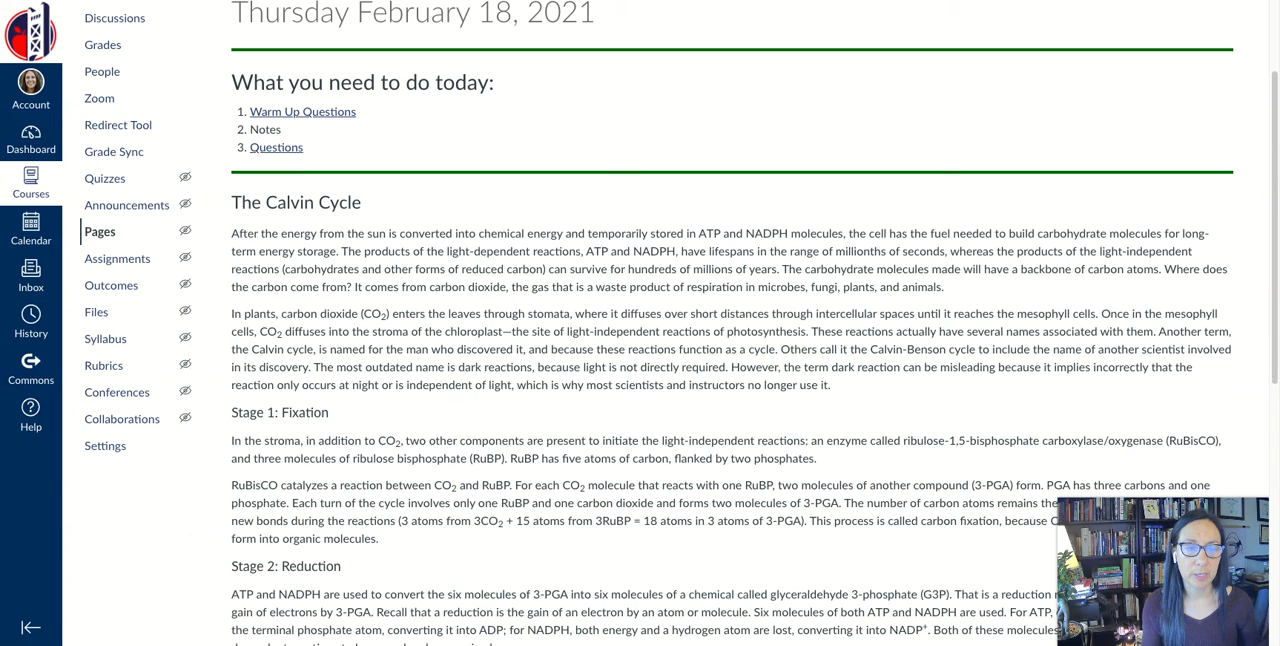 Thursday February 18, 2021
Account
Dashboard
Courses
Calendar
Inbox
History
Commons
Help
Discussions
Grades
People
Zoom
Redirect Tool
Grade Sync
Quizzes
Announcements
Pages
Assignments
Outcomes
Files
Syllabus
Rubrics
Conferences
Collaborations
Settings
What you need to do today:
1. Warm Up Questions
2. Notes
3. Questions
The Calvin Cycle
After the energy from the sun is converted into chemical energy and temporarily stored in ATP and NADPH molecules, the cell has the fuel needed to build carbohydrate molecules for long-
term energy storage. The products of the light-dependent reactions, ATP and NADPH, have lifespans in the range of millionths of seconds, whereas the products of the light-independent
reactions (carbohydrates and other forms of reduced carbon) can survive for hundreds of millions of years. The carbohydrate molecules made will have a backbone of carbon atoms. Where does
the carbon come from? It comes from carbon dioxide, the gas that is a waste product of respiration in microbes, fungi, plants, and animals.
In plants, carbon dioxide (CO₂) enters the leaves through stomata, where it diffuses over short distances through intercellular spaces until it reaches the mesophyll cells. Once in the mesophyll
cells, CO₂ diffuses into the stroma of the chloroplast—the site of light-independent reactions of photosynthesis. These reactions actually have several names associated with them. Another term,
the Calvin cycle, is named for the man who discovered it, and because these reactions function as a cycle. Others call it the Calvin-Benson cycle to include the name of another scientist involved
in its discovery. The most outdated name is dark reactions, because light is not directly required. However, the term dark reaction can be misleading because it implies incorrectly that the
reaction only occurs at night or is independent of light, which is why most scientists and instructors no longer use it.
Stage 1: Fixation
In the stroma, in addition to CO₂, two other components are present to initiate the light-independent reactions: an enzyme called ribulose-1,5-bisphosphate carboxylase/oxygenase (RuBisCO),
and three molecules of ribulose bisphosphate (RuBP). RuBP has five atoms of carbon, flanked by two phosphates.
RuBisCO catalyzes a reaction between CO₂ and RuBP. For each CO₂ molecule that reacts with one RuBP, two molecules of another compound (3-PGA) form. PGA has three carbons and one
phosphate. Each turn of the cycle involves only one RuBP and one carbon dioxide and forms two molecules of 3-PGA. The number of carbon atoms remains the
new bonds during the reactions (3 atoms from 3CO₂ + 15 atoms from 3RuBP = 18 atoms in 3 atoms of 3-PGA). This process is called carbon fixation, because
form into organic molecules.
Stage 2: Reduction
ATP and NADPH are used to convert the six molecules of 3-PGA into six molecules of a chemical called glyceraldehyde 3-phosphate (G3P). That is a reduction
gain of electrons by 3-PGA. Recall that a reduction is the gain of an electron by an atom or molecule. Six molecules of both ATP and NADPH are used. For ATP,
the terminal phosphate atom, converting it into ADP; for NADPH, both energy and a hydrogen atom are lost, converting it into NADP⁺. Both of these molecules